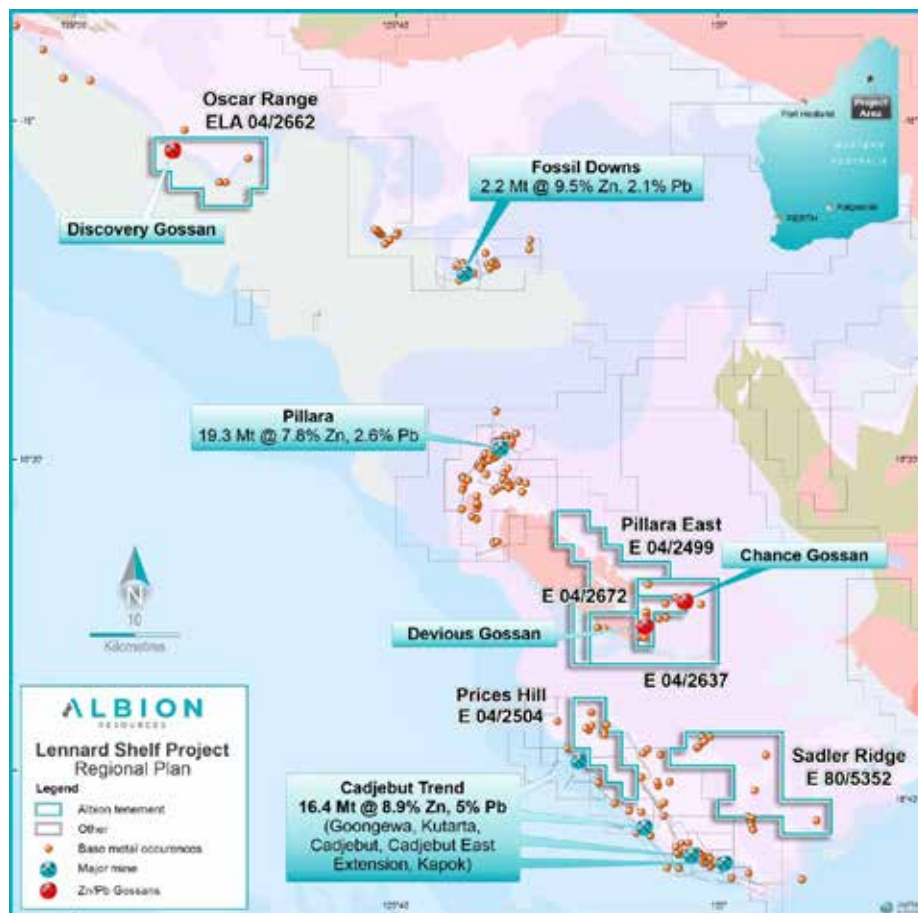 Oscar Range
ELA 04/2662
Discovery Gossan
Fossil Downs
2.2 Mt @ 9.5% Zn, 2.1% Pb
Port Hedland
Project
Area
WESTERN
AUSTRALIA
Kalgoorlie
PERTH
Pillara
19.3 Mt @ 7.8% Zn, 2.6% Pb
Pillara East
E 04/2499
Chance Gossan
E 04/2672
Devious Gossan
E 04/2637
N
10
Kilometres
Prices Hill
E 04/2504
Sadler Ridge
E 80/5352
Cadjebut Trend
16.4 Mt @ 8.9% Zn, 5% Pb
(Goongewa, Kutarta,
Cadjebut, Cadjebut East
Extension, Kapok)
ALBION
RESOURCES
Lennard Shelf Project
Regional Plan
Legend
Albion tenement
Other
Base metal occurences
Major mine
Zn/Pb Gossans